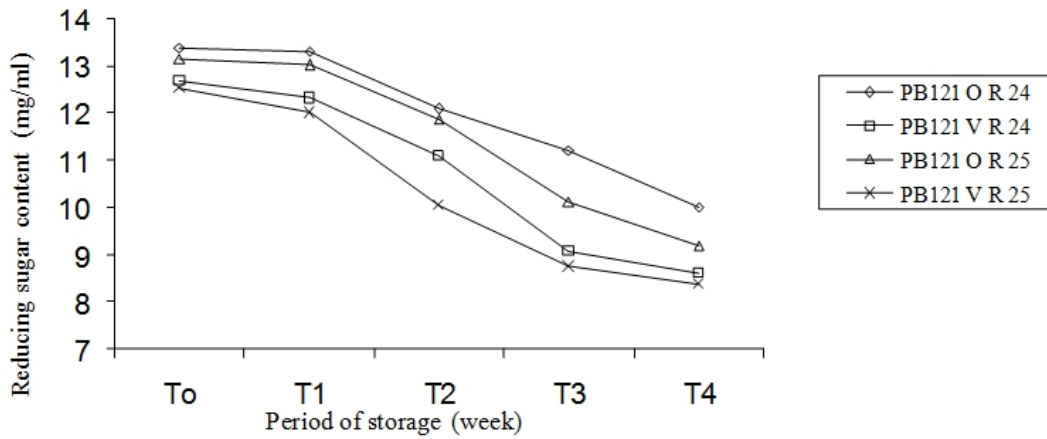 14
13
12
11
10
9
8
7
Reducing sugar content (mg/ml)
To T1 T2 T3 T4
Period of storage (week)
PB121 O R 24
PB121 V R 24
PB121 O R 25
PB121 V R 25